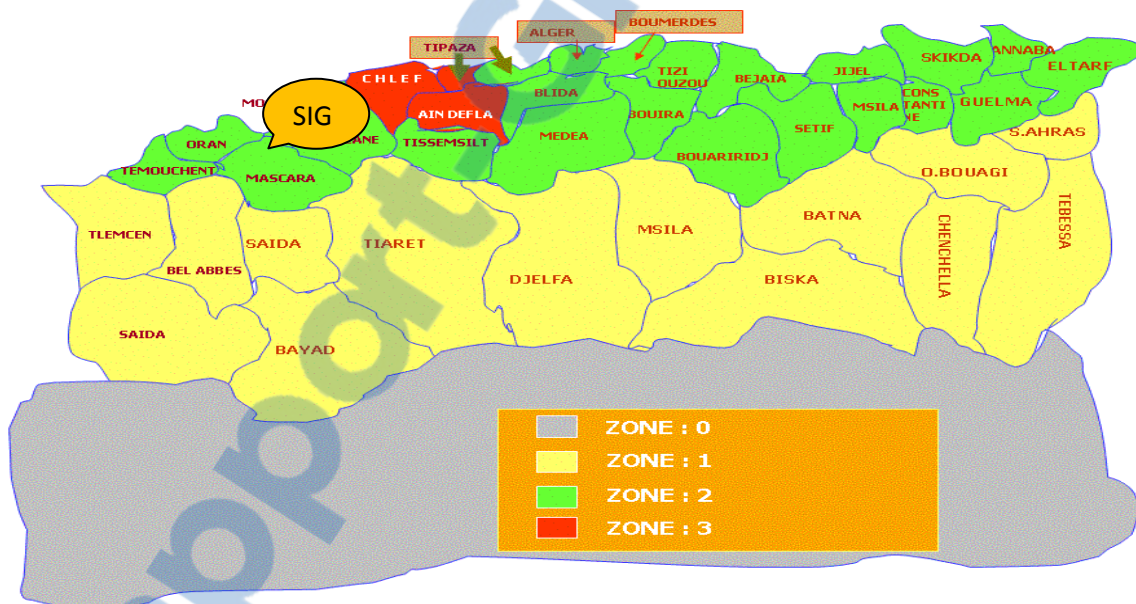 BOUMERDES
ALGER
TIPAZA
SKIKDA
ANNABA
ELTARF
CHLEF
TIZI
OUZOU
BEJAIA
JIJEL
MO
SIG
BLIDA
MSILA
CONS
TANTI
NE
GUELMA
AIN DEFLA
BOUIRA
SETIF
S.AHRAS
ORAN
ANE
TISSEMSILT
MEDEA
BOUARIRIDJ
TEMOUCHENT
MASCARA
O.BOUAGI
TLEMCEN
SAIDA
TIARET
MSILA
BATNA
CHENCHELLA
TEBESSA
BEL ABBES
DJELFA
BISKA
SAIDA
BAYAD
ZONE : 0
ZONE : 1
ZONE : 2
ZONE : 3